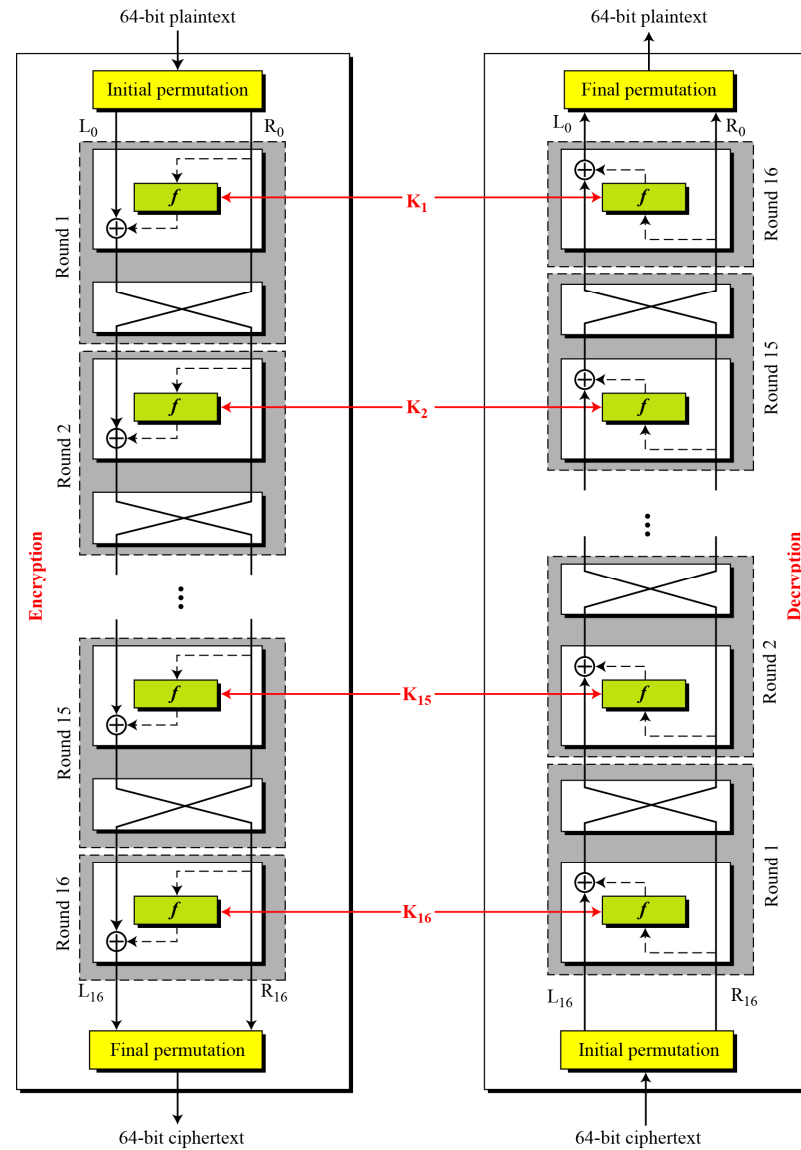 64-bit plaintext
Initial permutation
L0
R0
Round 1
f
K1
Round 2
f
K2
Encryption
...
Round 15
f
K15
Round 16
f
K16
L16
R16
Final permutation
64-bit ciphertext
64-bit plaintext
Final permutation
L0
R0
Round 16
f
Round 15
f
...
Decryption
Round 2
f
Round 1
f
L16
R16
Initial permutation
64-bit ciphertext